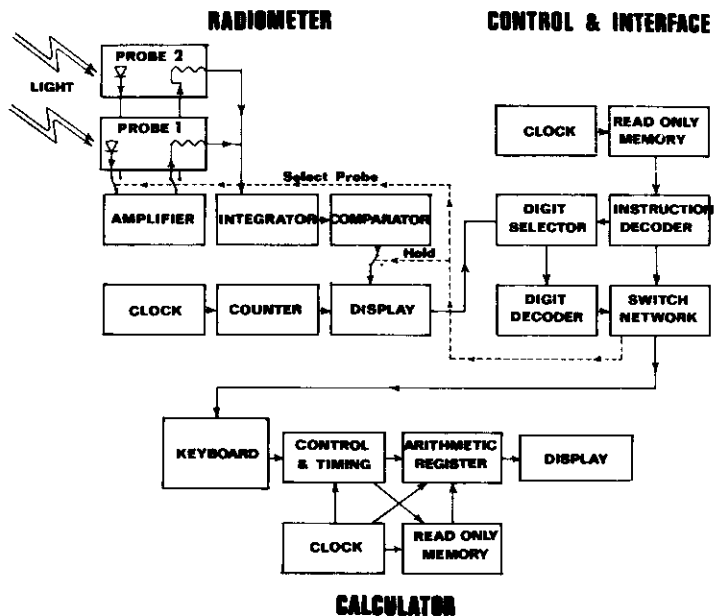 RADIOMETER
CONTROL & INTERFACE
PROBE 2
LIGHT
PROBE 1
CLOCK
READ ONLY
MEMORY
Select Probe
AMPLIFIER
INTEGRATOR
COMPARATOR
DIGIT
SELECTOR
INSTRUCTION
DECODER
Hold
CLOCK
COUNTER
DISPLAY
DIGIT
DECODER
SWITCH
NETWORK
KEYBOARD
CONTROL
& TIMING
ARITHMETIC
REGISTER
DISPLAY
CLOCK
READ ONLY
MEMORY
CALCULATOR